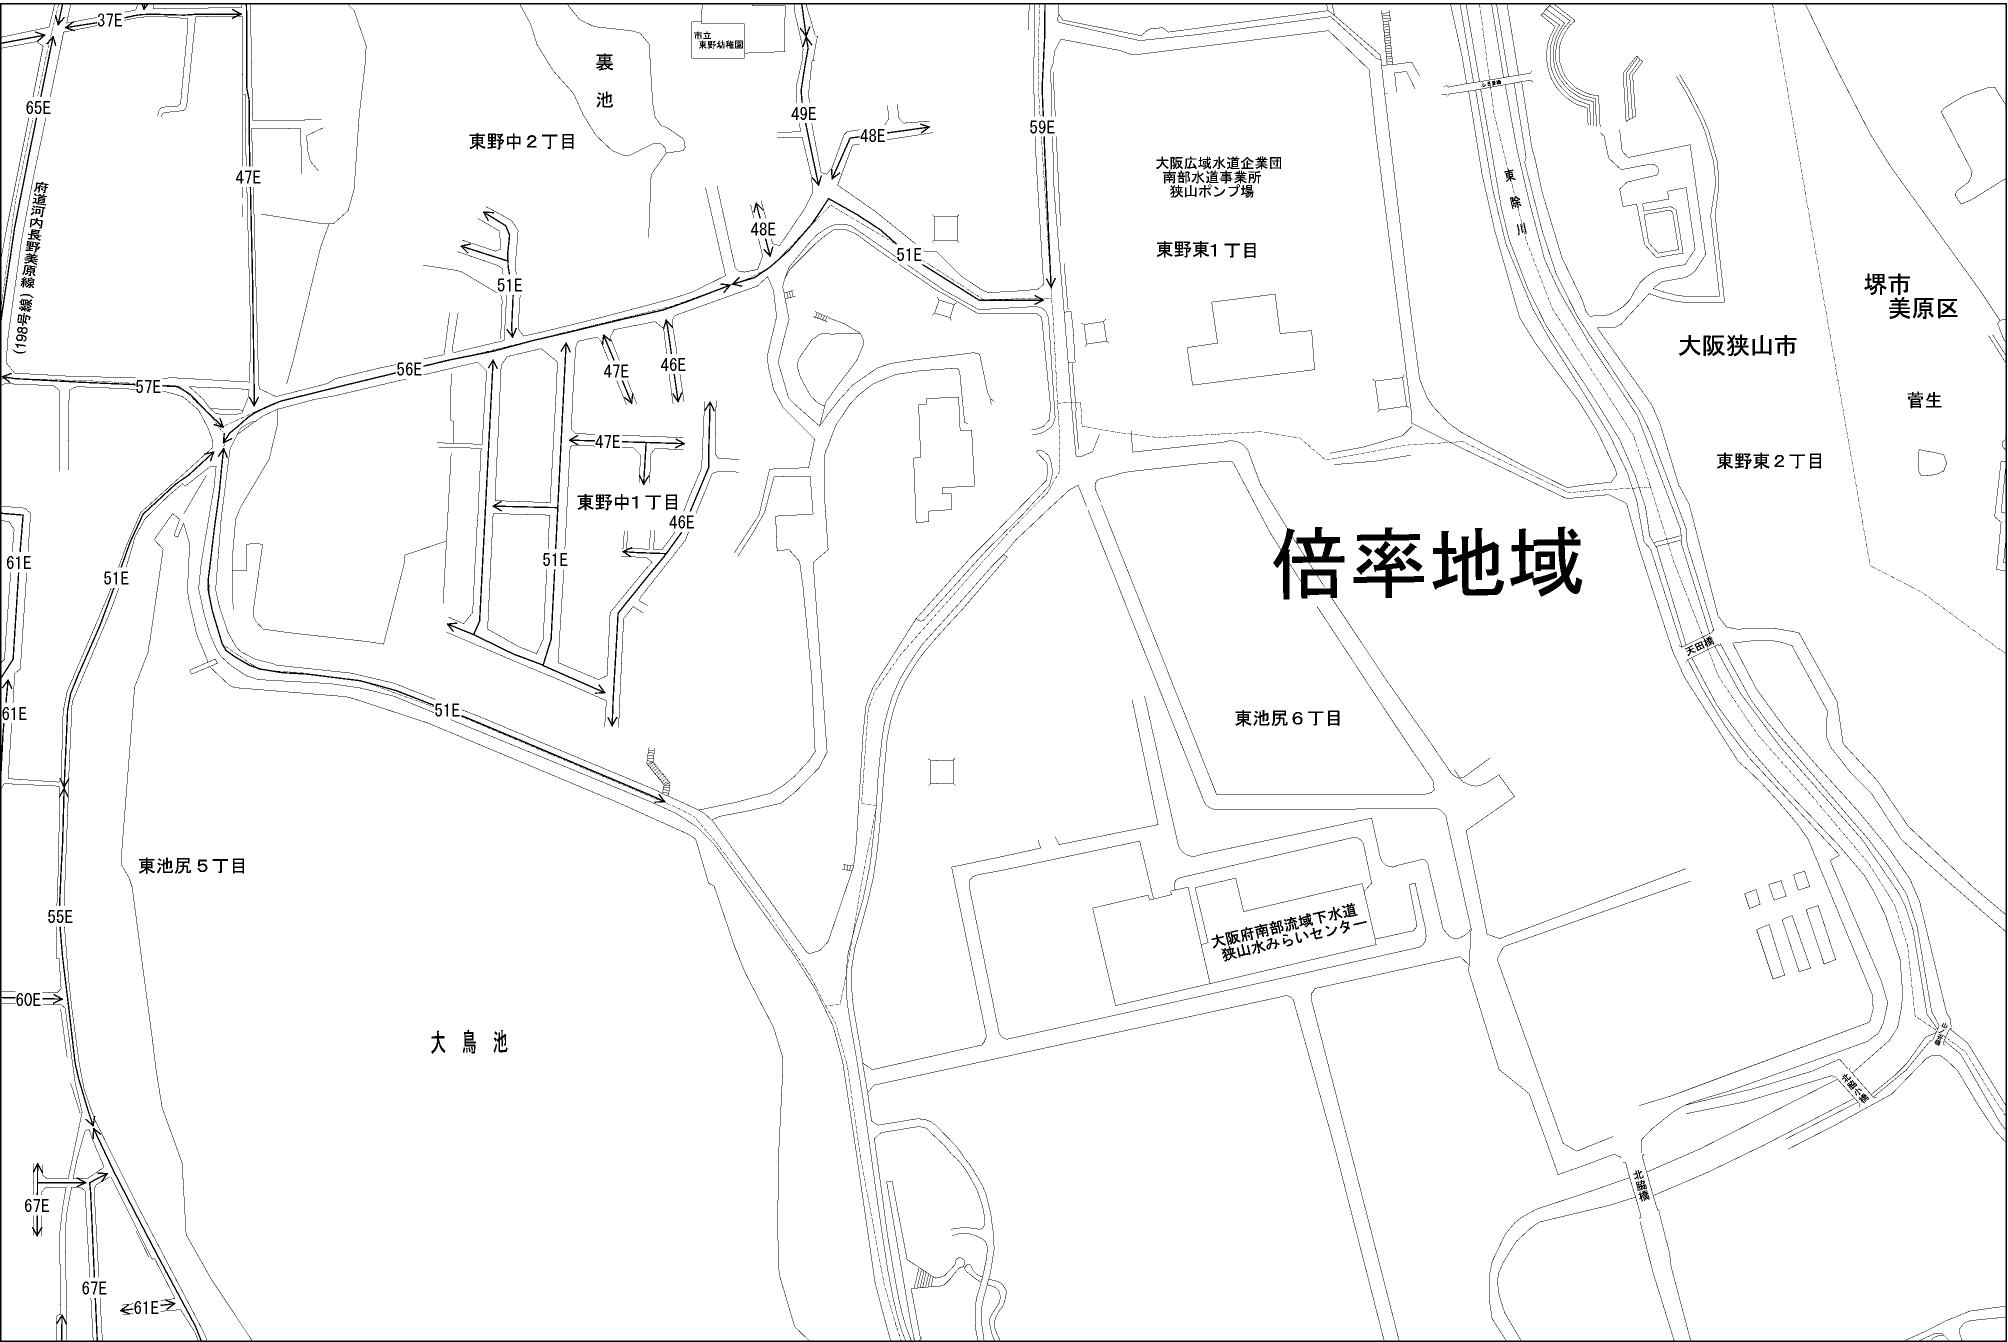 37E
市立
東野幼稚園
裏
池
65E
49E
48E
59E
東野中２丁目
47E
大阪広域水道企業団
南部水道事業所
狭山ポンプ場
東除川
府道河内長野美原線
(198号線)
48E
51E
東野東１丁目
51E
堺市
美原区
大阪狭山市
57E
56E
47E
46E
菅生
47E
東野東２丁目
東野中１丁目
46E
61E
51E
51E
倍率地域
天田橋
61E
51E
東池尻６丁目
東池尻５丁目
55E
大阪府南部流域下水道
狭山水みらいセンター
60E
大鳥池
北脇小橋
北脇橋
67E
67E
61E